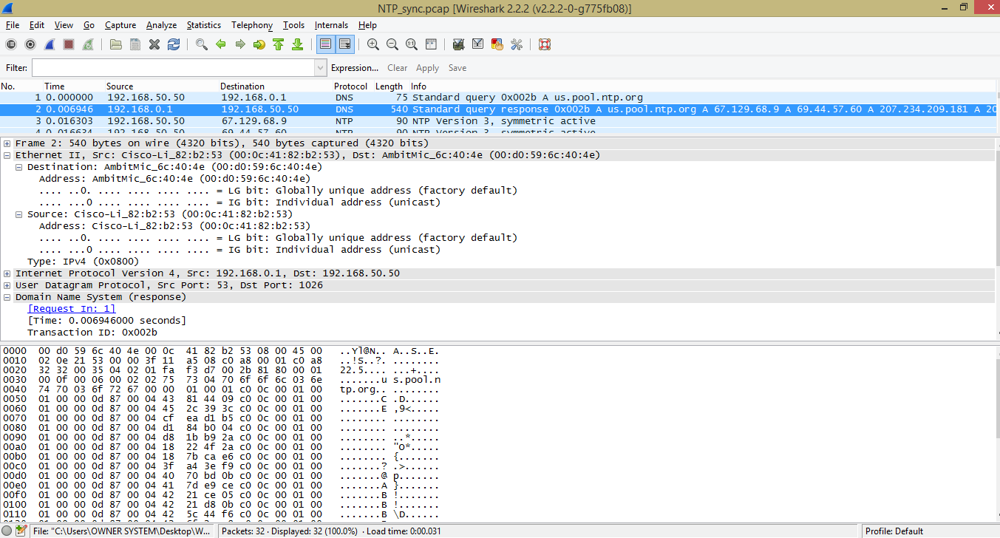 NTP_sync.pcap [Wireshark 2.2.2 (v2.2.2-0-g775fb08)]
File Edit View Go Capture Analyze Statistics Telephony Tools Internals Help
Filter: Expression... Clear Apply Save
No. Time Source Destination Protocol Length Info
1 0.000000 192.168.50.50 192.168.0.1 DNS 75 Standard query 0x002b A us.pool.ntp.org
2 0.006946 192.168.0.1 192.168.50.50 DNS 540 Standard query response 0x002b A us.pool.ntp.org A 67.129.68.9 A 69.44.57.60 A 207.234.209.181 A 20
3 0.016303 192.168.50.50 67.129.68.9 NTP 90 NTP Version 3, symmetric active
4 0.016634 192.168.50.50 69.44.57.60 NTP 90 NTP Version 3, symmetric active
Frame 2: 540 bytes on wire (4320 bits), 540 bytes captured (4320 bits)
Ethernet II, Src: Cisco-Li_82:b2:53 (00:0c:41:82:b2:53), Dst: AmbitMic_6c:40:4e (00:d0:59:6c:40:4e)
Destination: AmbitMic_6c:40:4e (00:d0:59:6c:40:4e)
Address: AmbitMic_6c:40:4e (00:d0:59:6c:40:4e)
.... ..0. .... .... .... .... = LG bit: Globally unique address (factory default)
.... ...0 .... .... .... .... = IG bit: Individual address (unicast)
Source: Cisco-Li_82:b2:53 (00:0c:41:82:b2:53)
Address: Cisco-Li_82:b2:53 (00:0c:41:82:b2:53)
.... ..0. .... .... .... .... = LG bit: Globally unique address (factory default)
.... ...0 .... .... .... .... = IG bit: Individual address (unicast)
Type: IPv4 (0x0800)
Internet Protocol Version 4, Src: 192.168.0.1, Dst: 192.168.50.50
User Datagram Protocol, Src Port: 53, Dst Port: 1026
Domain Name System (response)
[Request In: 1]
[Time: 0.006946000 seconds]
Transaction ID: 0x002b
0000 00 d0 59 6c 40 4e 00 0c 41 82 b2 53 08 00 45 00 ..Yl@N.. A..S..E.
0010 02 0e 21 53 00 00 3f 11 a5 08 c0 a8 00 01 c0 a8 ..!S..?. ........
0020 32 32 00 35 04 02 01 fa f3 d7 00 2b 81 80 00 01 22.5.... ...+....
0030 00 0f 00 06 00 02 02 75 73 04 70 6f 6f 6c 03 6e .......u s.pool.n
0040 74 70 03 6f 72 67 00 00 01 00 01 c0 0c 00 01 00 tp.org.. ........
0050 01 00 00 0d 87 00 04 43 81 44 09 c0 0c 00 01 00 .......C .D......
0060 01 00 00 0d 87 00 04 45 2c 39 3c c0 0c 00 01 00 .......E ,9<.....
0070 01 00 00 0d 87 00 04 cf ea d1 b5 c0 0c 00 01 00 ........ ........
0080 01 00 00 0d 87 00 04 d1 84 b0 04 c0 0c 00 01 00 ........ ........
0090 01 00 00 0d 87 00 04 d8 1b b9 2a c0 0c 00 01 00 ........ ..*.....
00a0 01 00 00 0d 87 00 04 18 22 4f 2a c0 0c 00 01 00 ........ "O*.....
00b0 01 00 00 0d 87 00 04 18 7b ca e6 c0 0c 00 01 00 ........ {.......
00c0 01 00 00 0d 87 00 04 3f a4 3e f9 c0 0c 00 01 00 .......? .>......
00d0 01 00 00 0d 87 00 04 40 70 bd 0b c0 0c 00 01 00 .......@ p.......
00e0 01 00 00 0d 87 00 04 41 7d e9 ce c0 0c 00 01 00 .......A }.......
00f0 01 00 00 0d 87 00 04 42 21 ce 05 c0 0c 00 01 00 .......B !.......
0100 01 00 00 0d 87 00 04 42 21 d8 0b c0 0c 00 01 00 .......B !.......
0110 01 00 00 0d 87 00 04 42 5c 44 f6 c0 0c 00 01 00 .......B \D......
File: "C:\Users\OWNER SYSTEM\Desktop\W... Packets: 32 · Displayed: 32 (100.0%) · Load time: 0:00.031 Profile: Default